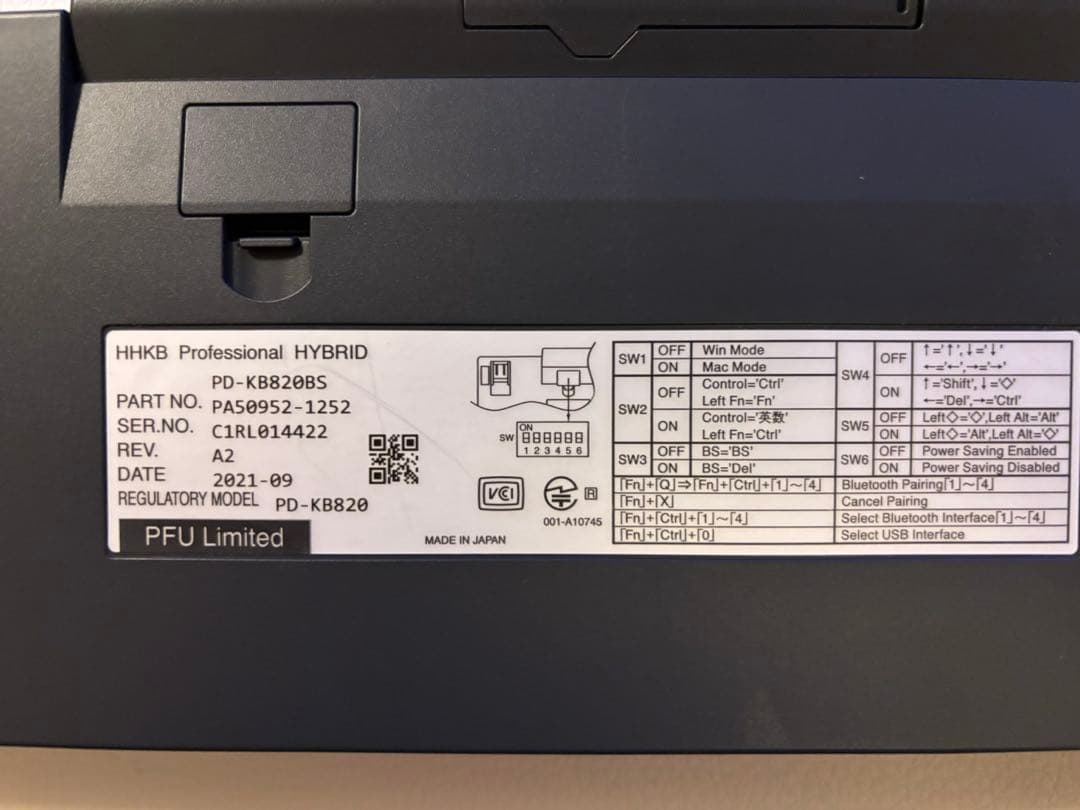 HHKB Professional HYBRID
PD-KB820BS
PART NO. PA50952-1252
SER.NO. C1RL014422
REV. A2
DATE 2021-09
REGULATORY MODEL PD-KB820
PFU Limited
SW
ON
1 2 3 4 5 6
VCI
R
001-A10745
MADE IN JAPAN
SW1 OFF Win Mode
ON Mac Mode
SW2 OFF Control='Ctrl'
Left Fn='Fn'
ON Control='英数'
Left Fn='Ctrl'
SW3 OFF BS='BS'
ON BS='Del'
SW4 OFF ↑='↑',↓='↓'
←='←',→='→'
ON ↑='Shift',↓='◇'
←='Del',→='Ctrl'
SW5 OFF Left◇='◇',Left Alt='Alt'
ON Left◇='Alt',Left Alt='◇'
SW6 OFF Power Saving Enabled
ON Power Saving Disabled
「Fn」+「Q」⇒「Fn」+「Ctrl」+「1」~「4」 Bluetooth Pairing「1」~「4」
「Fn」+「X」 Cancel Pairing
「Fn」+「Ctrl」+「1」~「4」 Select Bluetooth Interface「1」~「4」
「Fn」+「Ctrl」+「0」 Select USB Interface